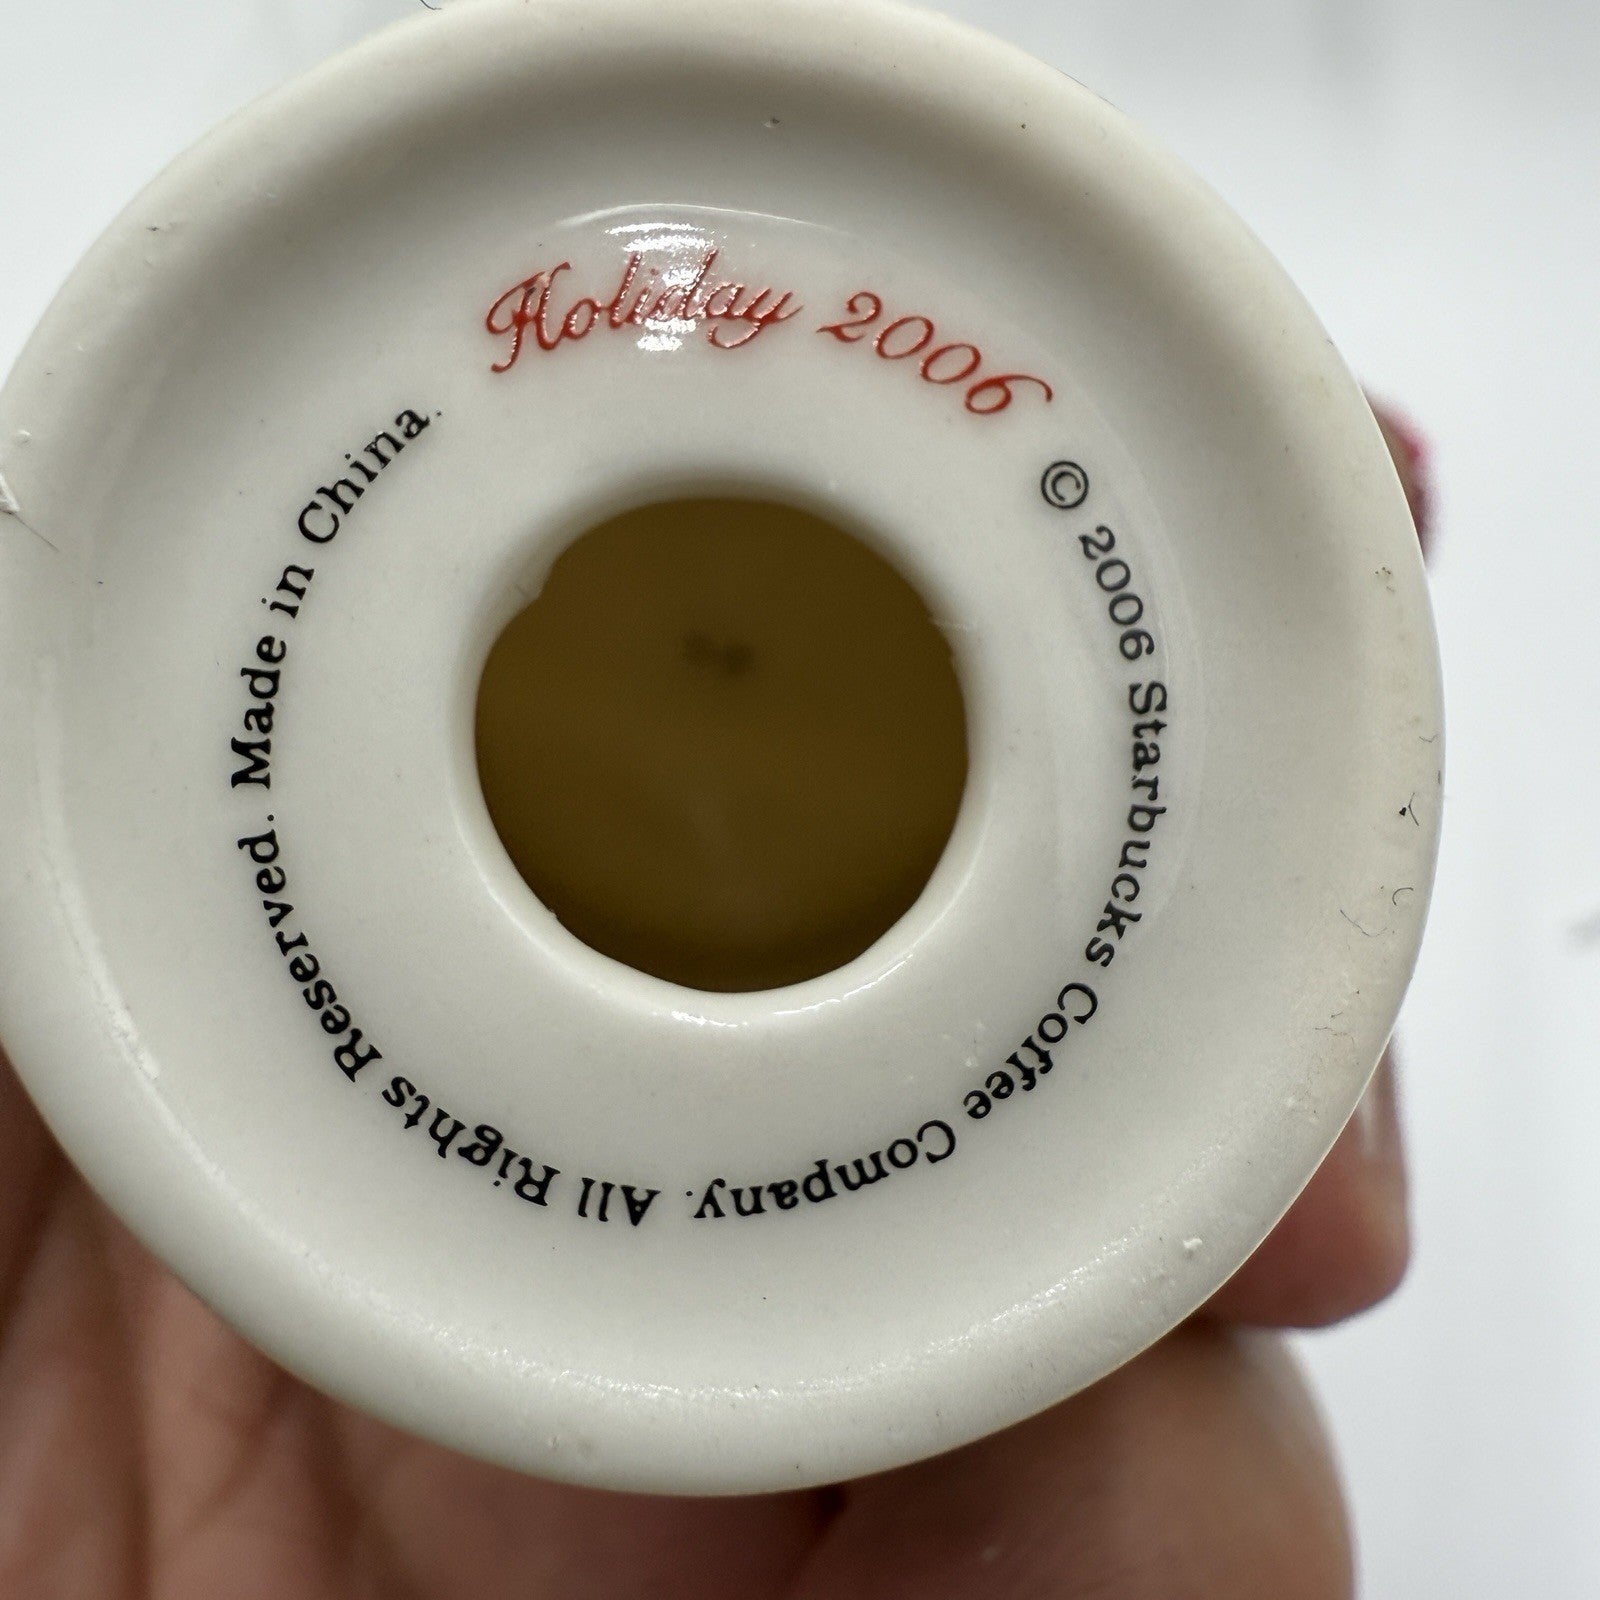 Holiday 2006
© 2006 Starbucks Coffee Company. All Rights Reserved. Made in China.